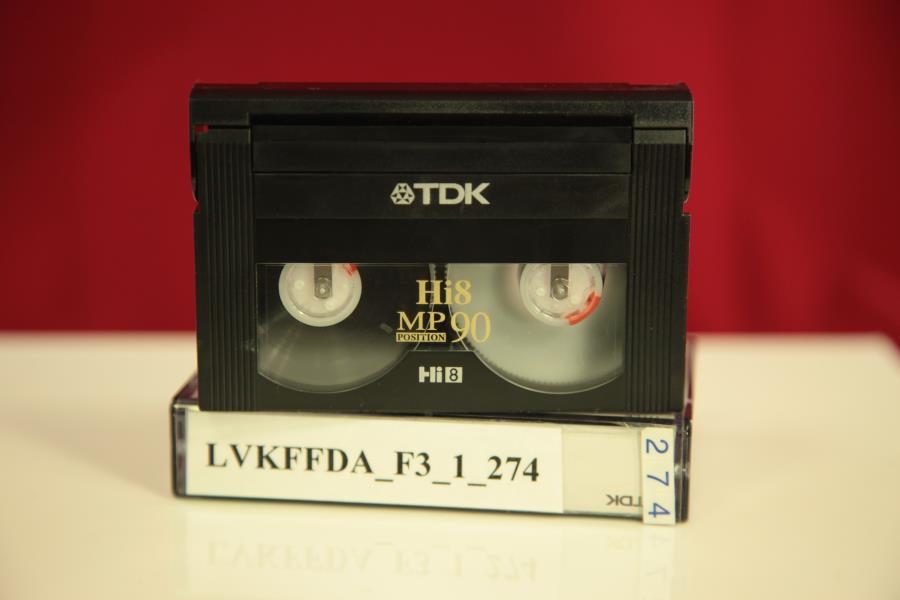 TDK
Hi8
MP 90
POSITION
Hi8
LVKFFDA_F3_1_274
TDK
274